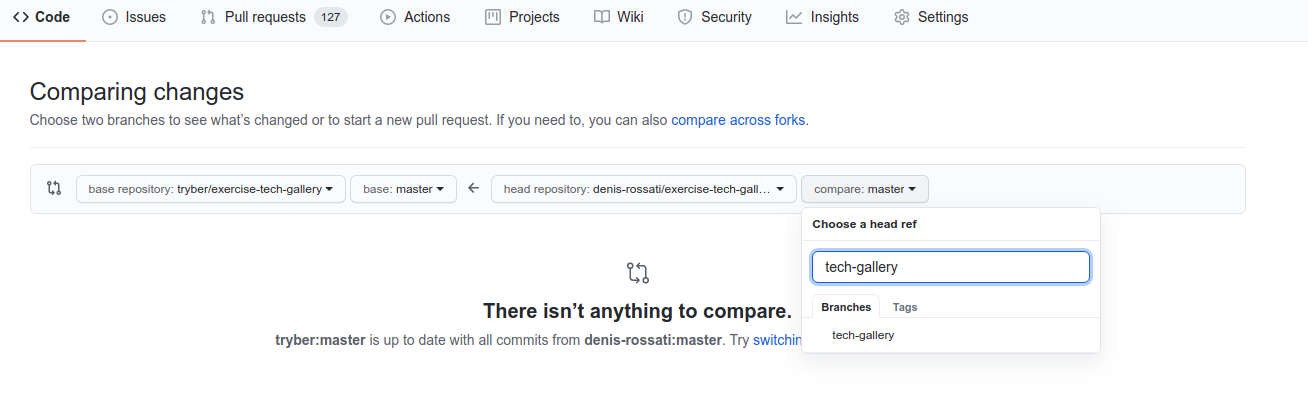 Code Issues Pull requests 127 Actions Projects Wiki Security Insights Settings
Comparing changes
Choose two branches to see what's changed or to start a new pull request. If you need to, you can also compare across forks.
base repository: tryber/exercise-tech-gallery base: master head repository: denis-rossati/exercise-tech-gall... compare: master
Choose a head ref
tech-gallery
Branches Tags
tech-gallery
There isn't anything to compare.
tryber:master is up to date with all commits from denis-rossati:master. Try switchin